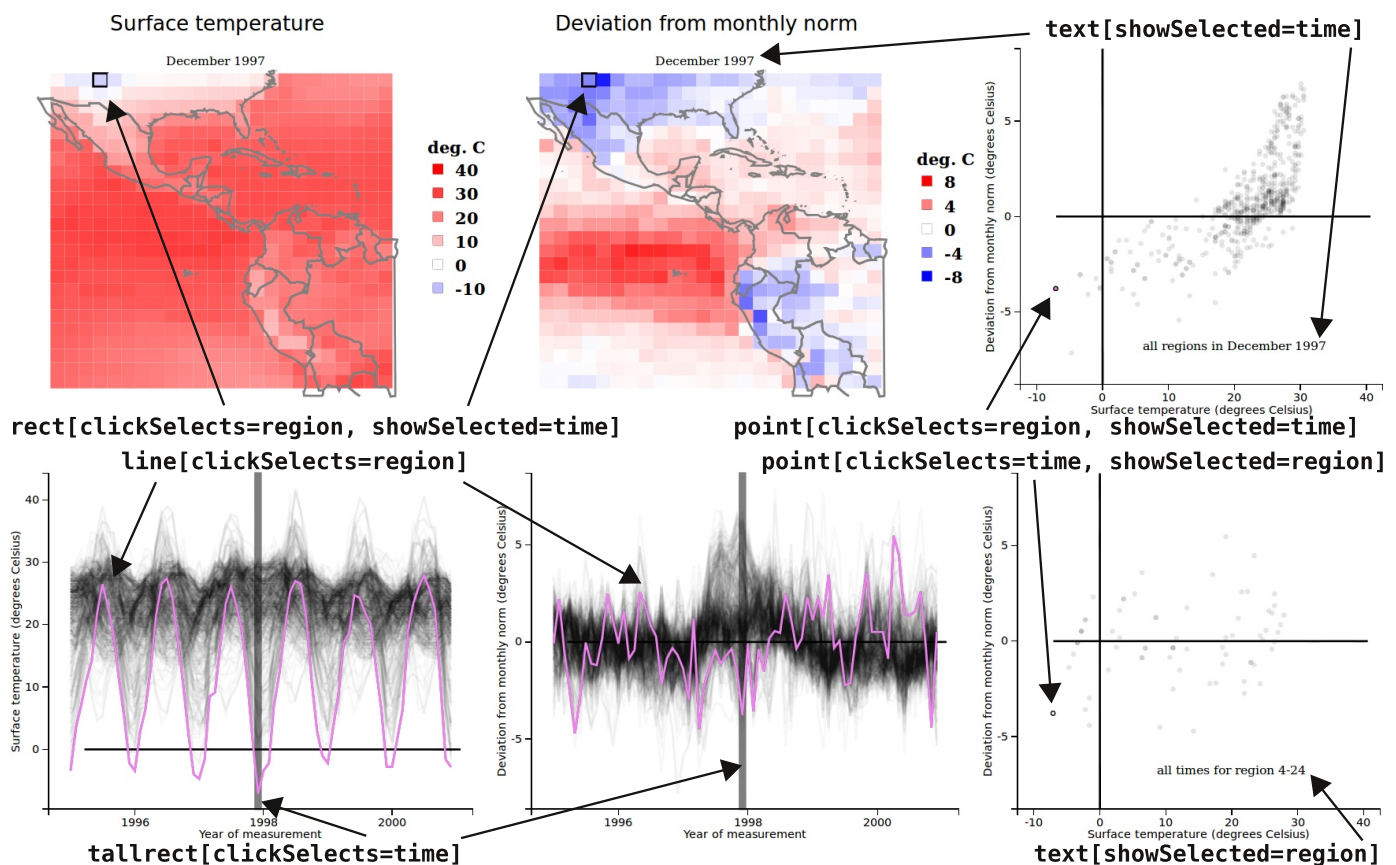 Surface temperature
Deviation from monthly norm
text[showSelected=time]
December 1997
December 1997
deg. C
40
30
20
10
0
-10
deg. C
8
4
0
-4
-8
Deviation from monthly norm (degrees Celsius)
5
0
-5
all regions in December 1997
-10
0
10
20
30
40
Surface temperature (degrees Celsius)
rect[clickSelects=region, showSelected=time]
point[clickSelects=region, showSelected=time]
line[clickSelects=region]
point[clickSelects=time, showSelected=region]
Surface temperature (degrees Celsius)
40
30
20
10
0
1996
1998
2000
Year of measurement
Deviation from monthly norm (degrees Celsius)
5
0
-5
1996
1998
2000
Year of measurement
Deviation from monthly norm (degrees Celsius)
5
0
-5
all times for region 4-24
-10
0
10
20
30
40
Surface temperature (degrees Celsius)
tallrect[clickSelects=time]
text[showSelected=region]